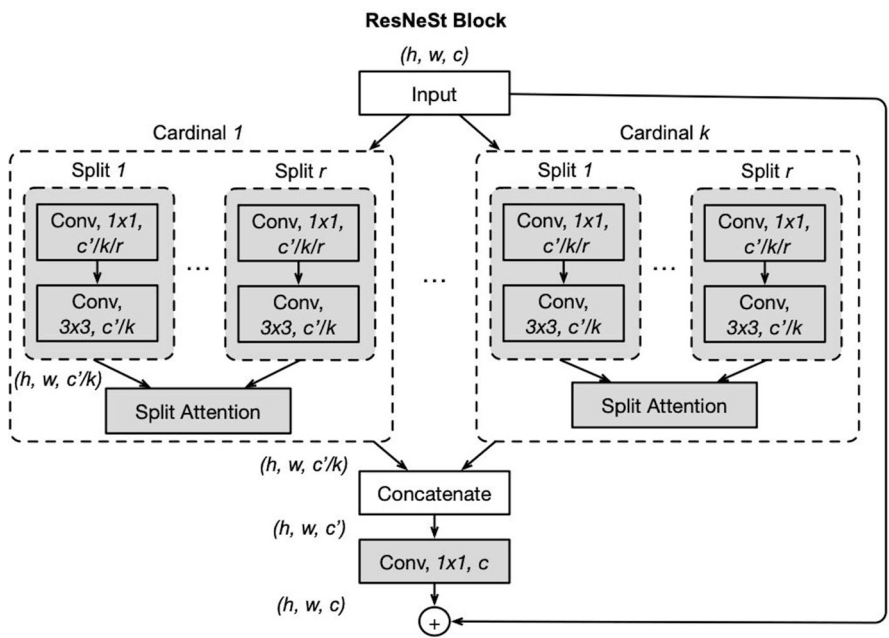 ResNeSt Block
(h, w, c)
Input
Cardinal 1
Cardinal k
Split 1
Split r
Split 1
Split r
Conv, 1x1,
c'/k/r
Conv,
3x3, c'/k
...
Conv, 1x1,
c'/k/r
Conv,
3x3, c'/k
...
Conv, 1x1,
c'/k/r
Conv,
3x3, c'/k
...
Conv, 1x1,
c'/k/r
Conv,
3x3, c'/k
(h, w, c'/k)
Split Attention
Split Attention
(h, w, c'/k)
Concatenate
(h, w, c')
Conv, 1x1, c
(h, w, c)
+